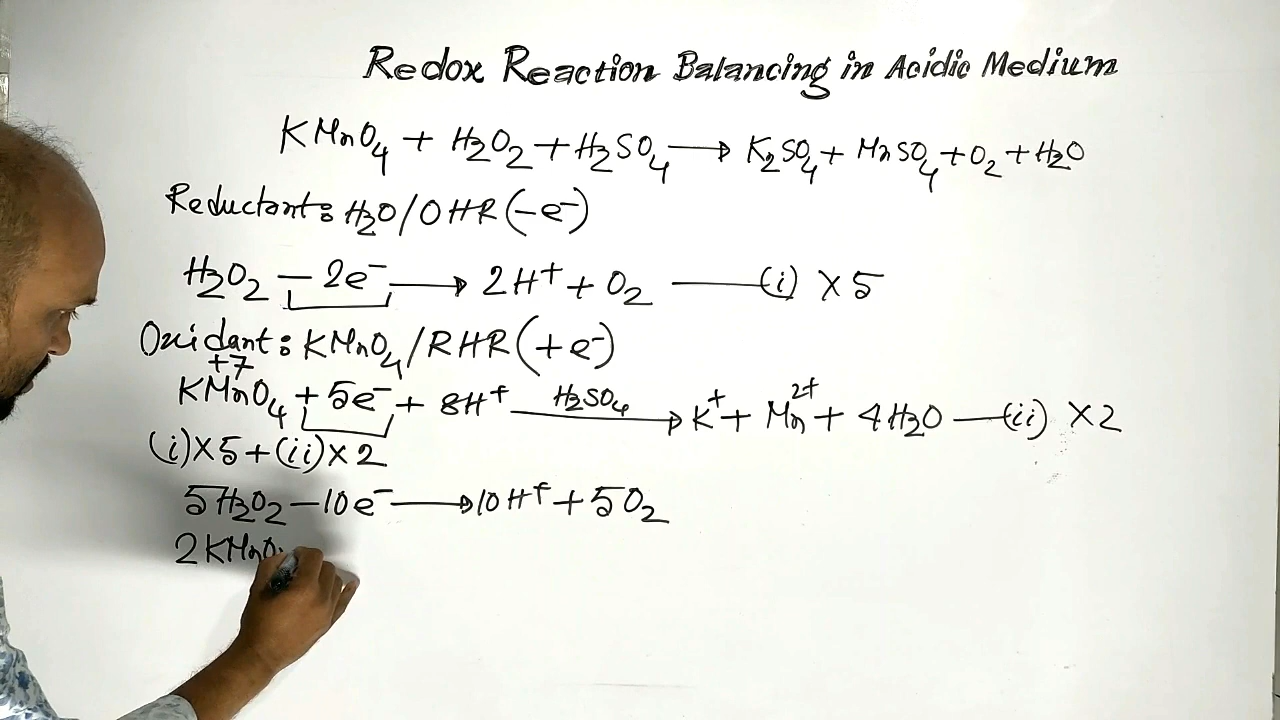 Redox Reaction Balancing in Acidic Medium
KMnO4 + H2O2 + H2SO4 → K2SO4 + MnSO4 + O2 + H2O
Reductant: H2O/OHR (-e⁻)
H2O2 – 2e⁻ → 2H⁺ + O2 —— (i) × 5
Oxidant: KMnO4/RHR (+e⁻)
+7
KMnO4 + 5e⁻ + 8H⁺ H2SO4 → K⁺ + Mn²⁺ + 4H2O — (ii) × 2
(i)×5 + (ii)×2
5H2O2 – 10e⁻ → 10H⁺ + 5O2
2KMnO